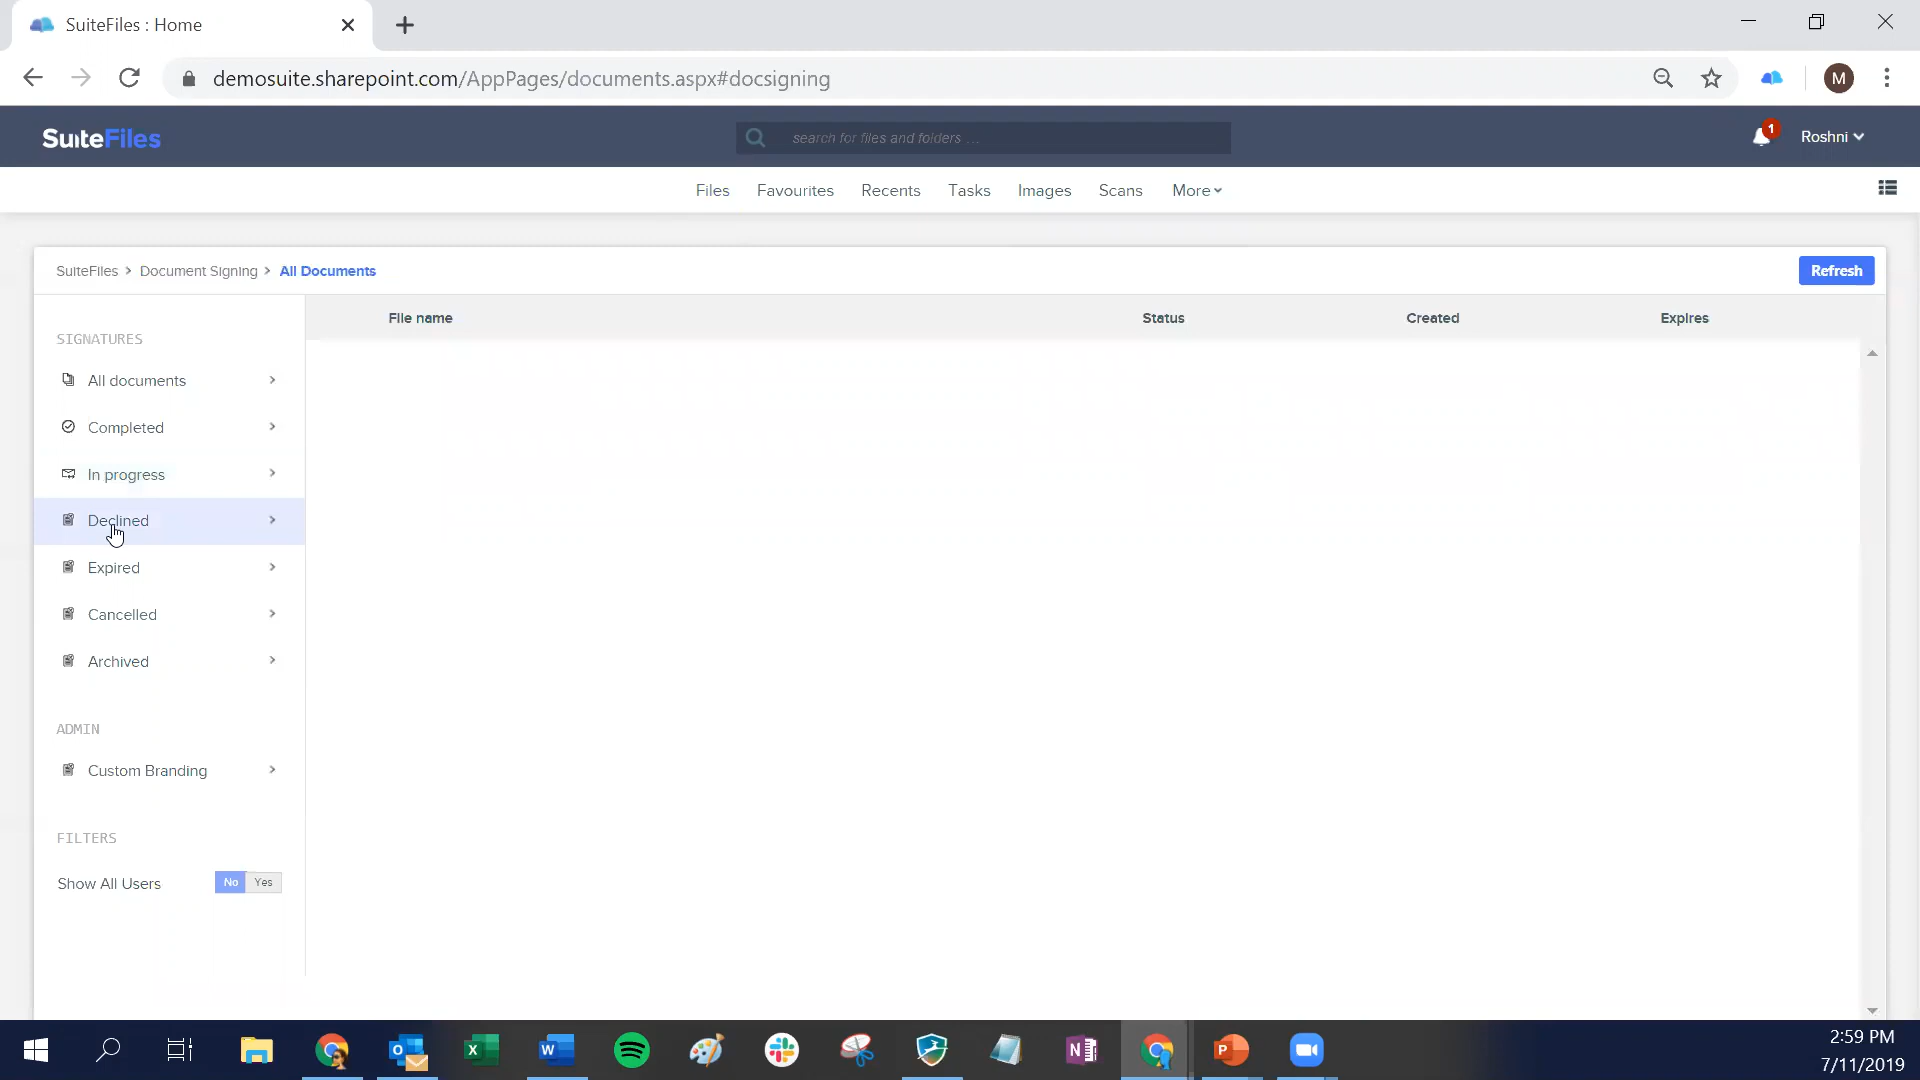 SuiteFiles : Home
demosuite.sharepoint.com/AppPages/documents.aspx#docsigning
M
SuiteFiles
search for files and folders ...
1
Roshni
Files Favourites Recents Tasks Images Scans More
SuiteFiles > Document Signing > All Documents
Refresh
File name Status Created Expires
SIGNATURES
All documents
Completed
In progress
Declined
Expired
Cancelled
Archived
ADMIN
Custom Branding
FILTERS
Show All Users No Yes
2:59 PM
7/11/2019